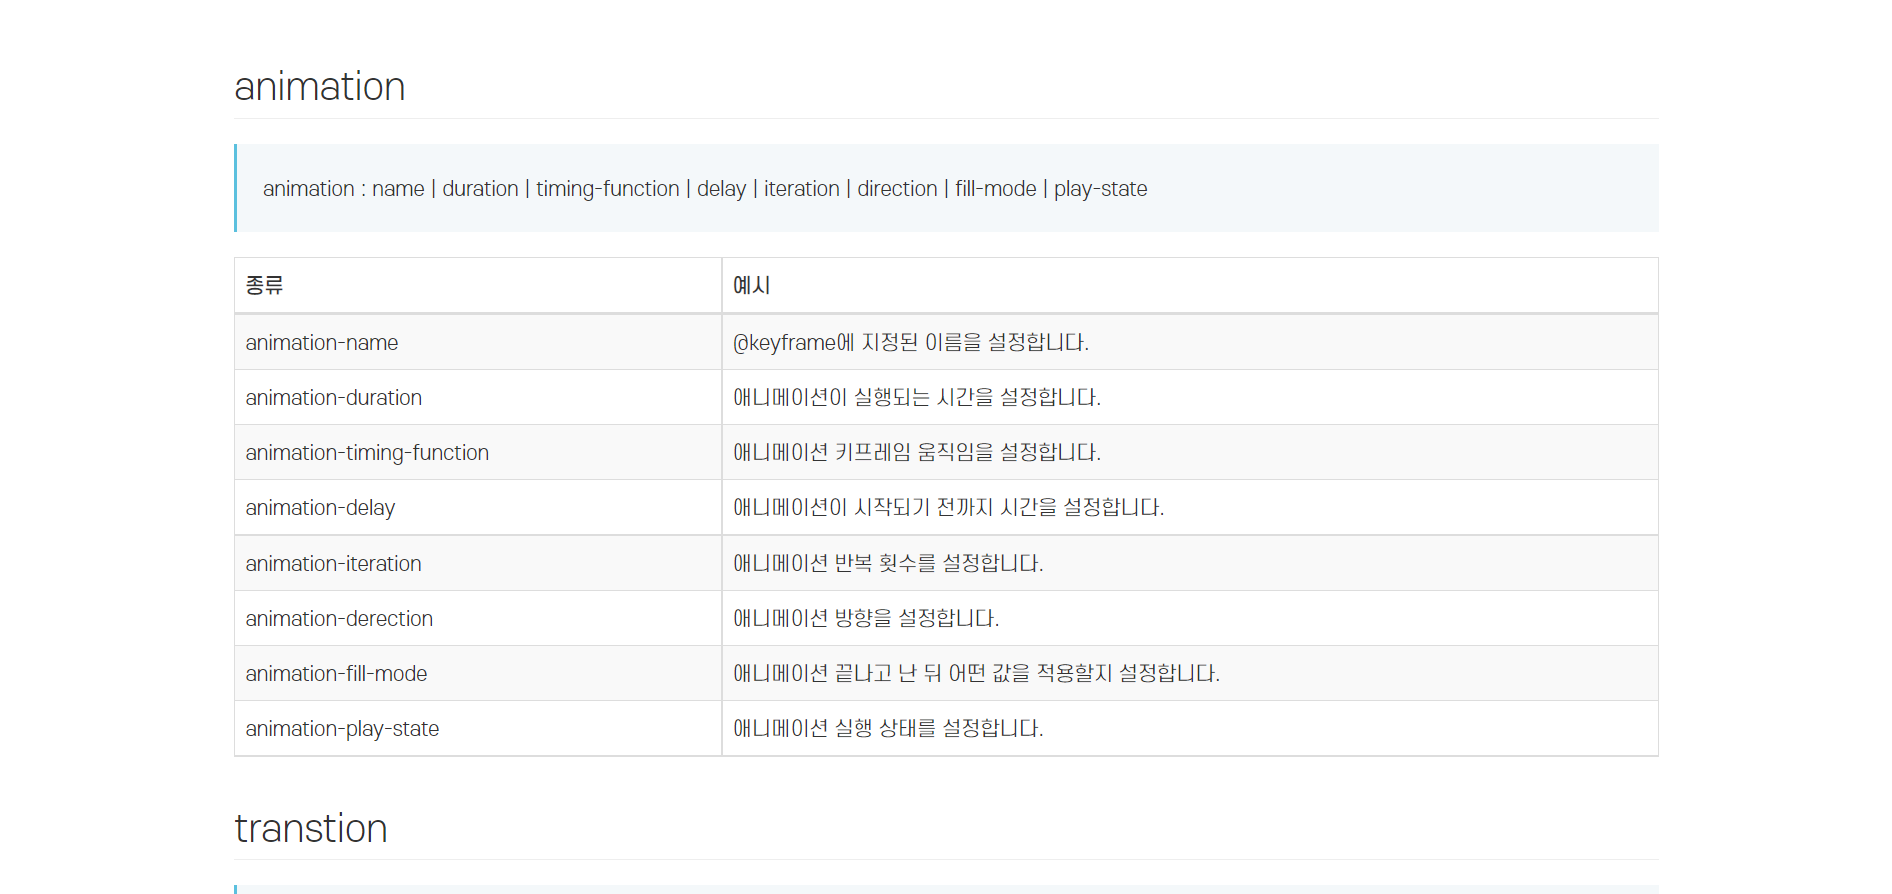 animation
animation : name | duration | timing-function | delay | iteration | direction | fill-mode | play-state
종류 예시
animation-name @keyframe에 지정된 이름을 설정합니다.
animation-duration 애니메이션이 실행되는 시간을 설정합니다.
animation-timing-function 애니메이션 키프레임 움직임을 설정합니다.
animation-delay 애니메이션이 시작되기 전까지 시간을 설정합니다.
animation-iteration 애니메이션 반복 횟수를 설정합니다.
animation-derection 애니메이션 방향을 설정합니다.
animation-fill-mode 애니메이션 끝나고 난 뒤 어떤 값을 적용할지 설정합니다.
animation-play-state 애니메이션 실행 상태를 설정합니다.
transtion